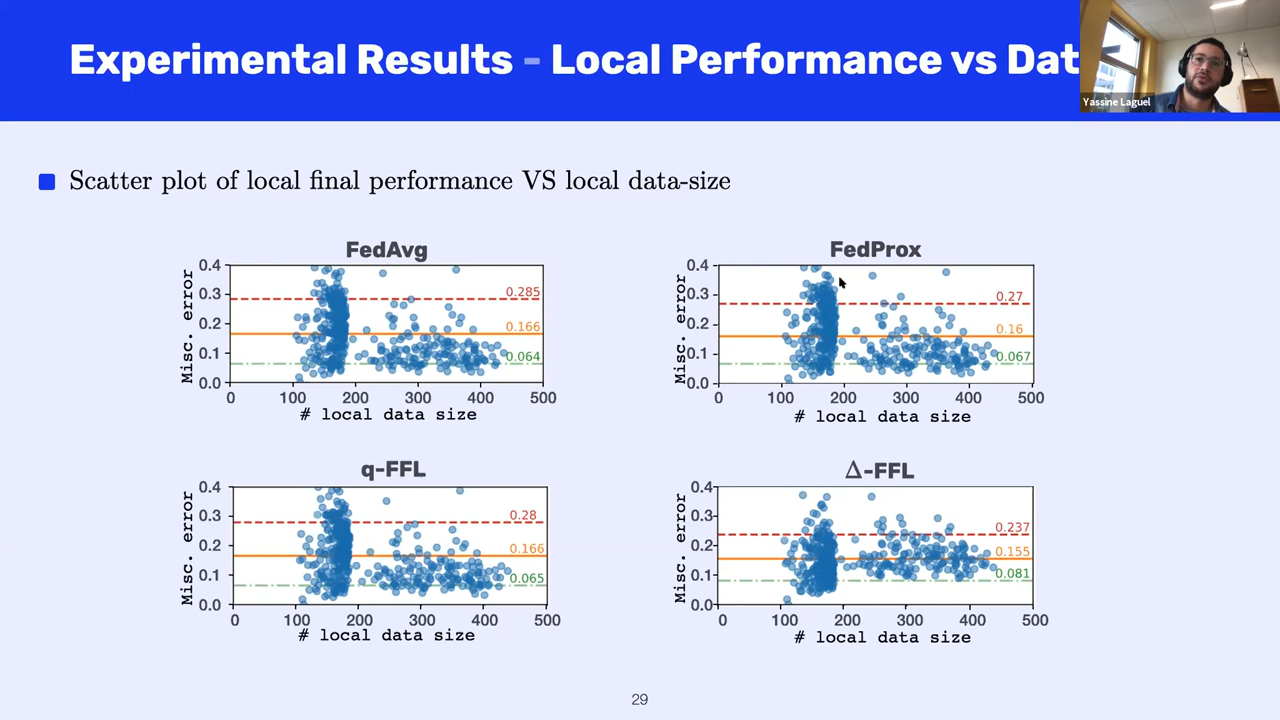 Experimental Results - Local Performance vs Dat
Yassine Laguel
Scatter plot of local final performance VS local data-size
FedAvg
Misc. error
0.4
0.3
0.2
0.1
0.0
0.285
0.166
0.064
0 100 200 300 400 500
# local data size
FedProx
Misc. error
0.4
0.3
0.2
0.1
0.0
0.27
0.16
0.067
0 100 200 300 400 500
# local data size
q-FFL
Misc. error
0.4
0.3
0.2
0.1
0.0
0.28
0.166
0.065
0 100 200 300 400 500
# local data size
Δ-FFL
Misc. error
0.4
0.3
0.2
0.1
0.0
0.237
0.155
0.081
0 100 200 300 400 500
# local data size
29